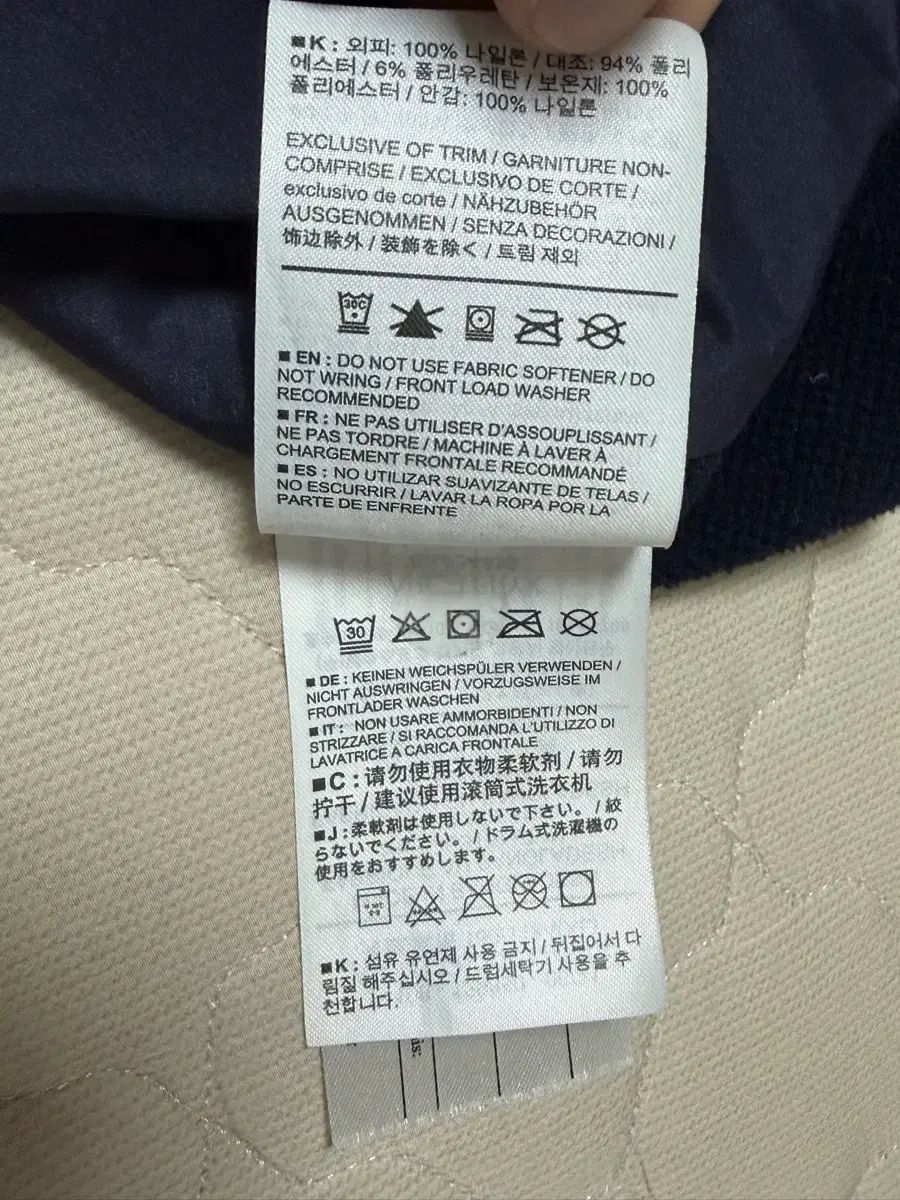 ■K : 외피: 100% 나일론 / 대조: 94% 폴리
에스터 / 6% 폴리우레탄 / 보온재: 100%
폴리에스터 / 안감: 100% 나일론
EXCLUSIVE OF TRIM / GARNITURE NON-
COMPRISE / EXCLUSIVO DE CORTE /
exclusivo de corte / NÄHZUBEHÖR
AUSGENOMMEN / SENZA DECORAZIONI /
饰边除外 / 装飾を除く / 트림 제외
30C
■ EN : DO NOT USE FABRIC SOFTENER / DO
NOT WRING / FRONT LOAD WASHER
RECOMMENDED
■ FR : NE PAS UTILISER D'ASSOUPLISSANT /
NE PAS TORDRE / MACHINE À LAVER À
CHARGEMENT FRONTALE RECOMMANDÉ
■ ES : NO UTILIZAR SUAVIZANTE DE TELAS /
NO ESCURRIR / LAVAR LA ROPA POR LA
PARTE DE ENFRENTE
30
■ DE : KEINEN WEICHSPÜLER VERWENDEN /
NICHT AUSWRINGEN / VORZUGSWEISE IM
FRONTLADER WASCHEN
■ IT : NON USARE AMMORBIDENTI / NON
STRIZZARE / SI RACCOMANDA L'UTILIZZO DI
LAVATRICE A CARICA FRONTALE
■C : 请勿使用衣物柔软剂 / 请勿
拧干 / 建议使用滚筒式洗衣机
■J : 柔軟剤は使用しないで下さい。 / 絞
らないでください。 / ドラム式洗濯機の
使用をおすすめします。
■K : 섬유 유연제 사용 금지 / 뒤집어서 다
림질 해주십시오 / 드럼세탁기 사용을 추
천합니다.